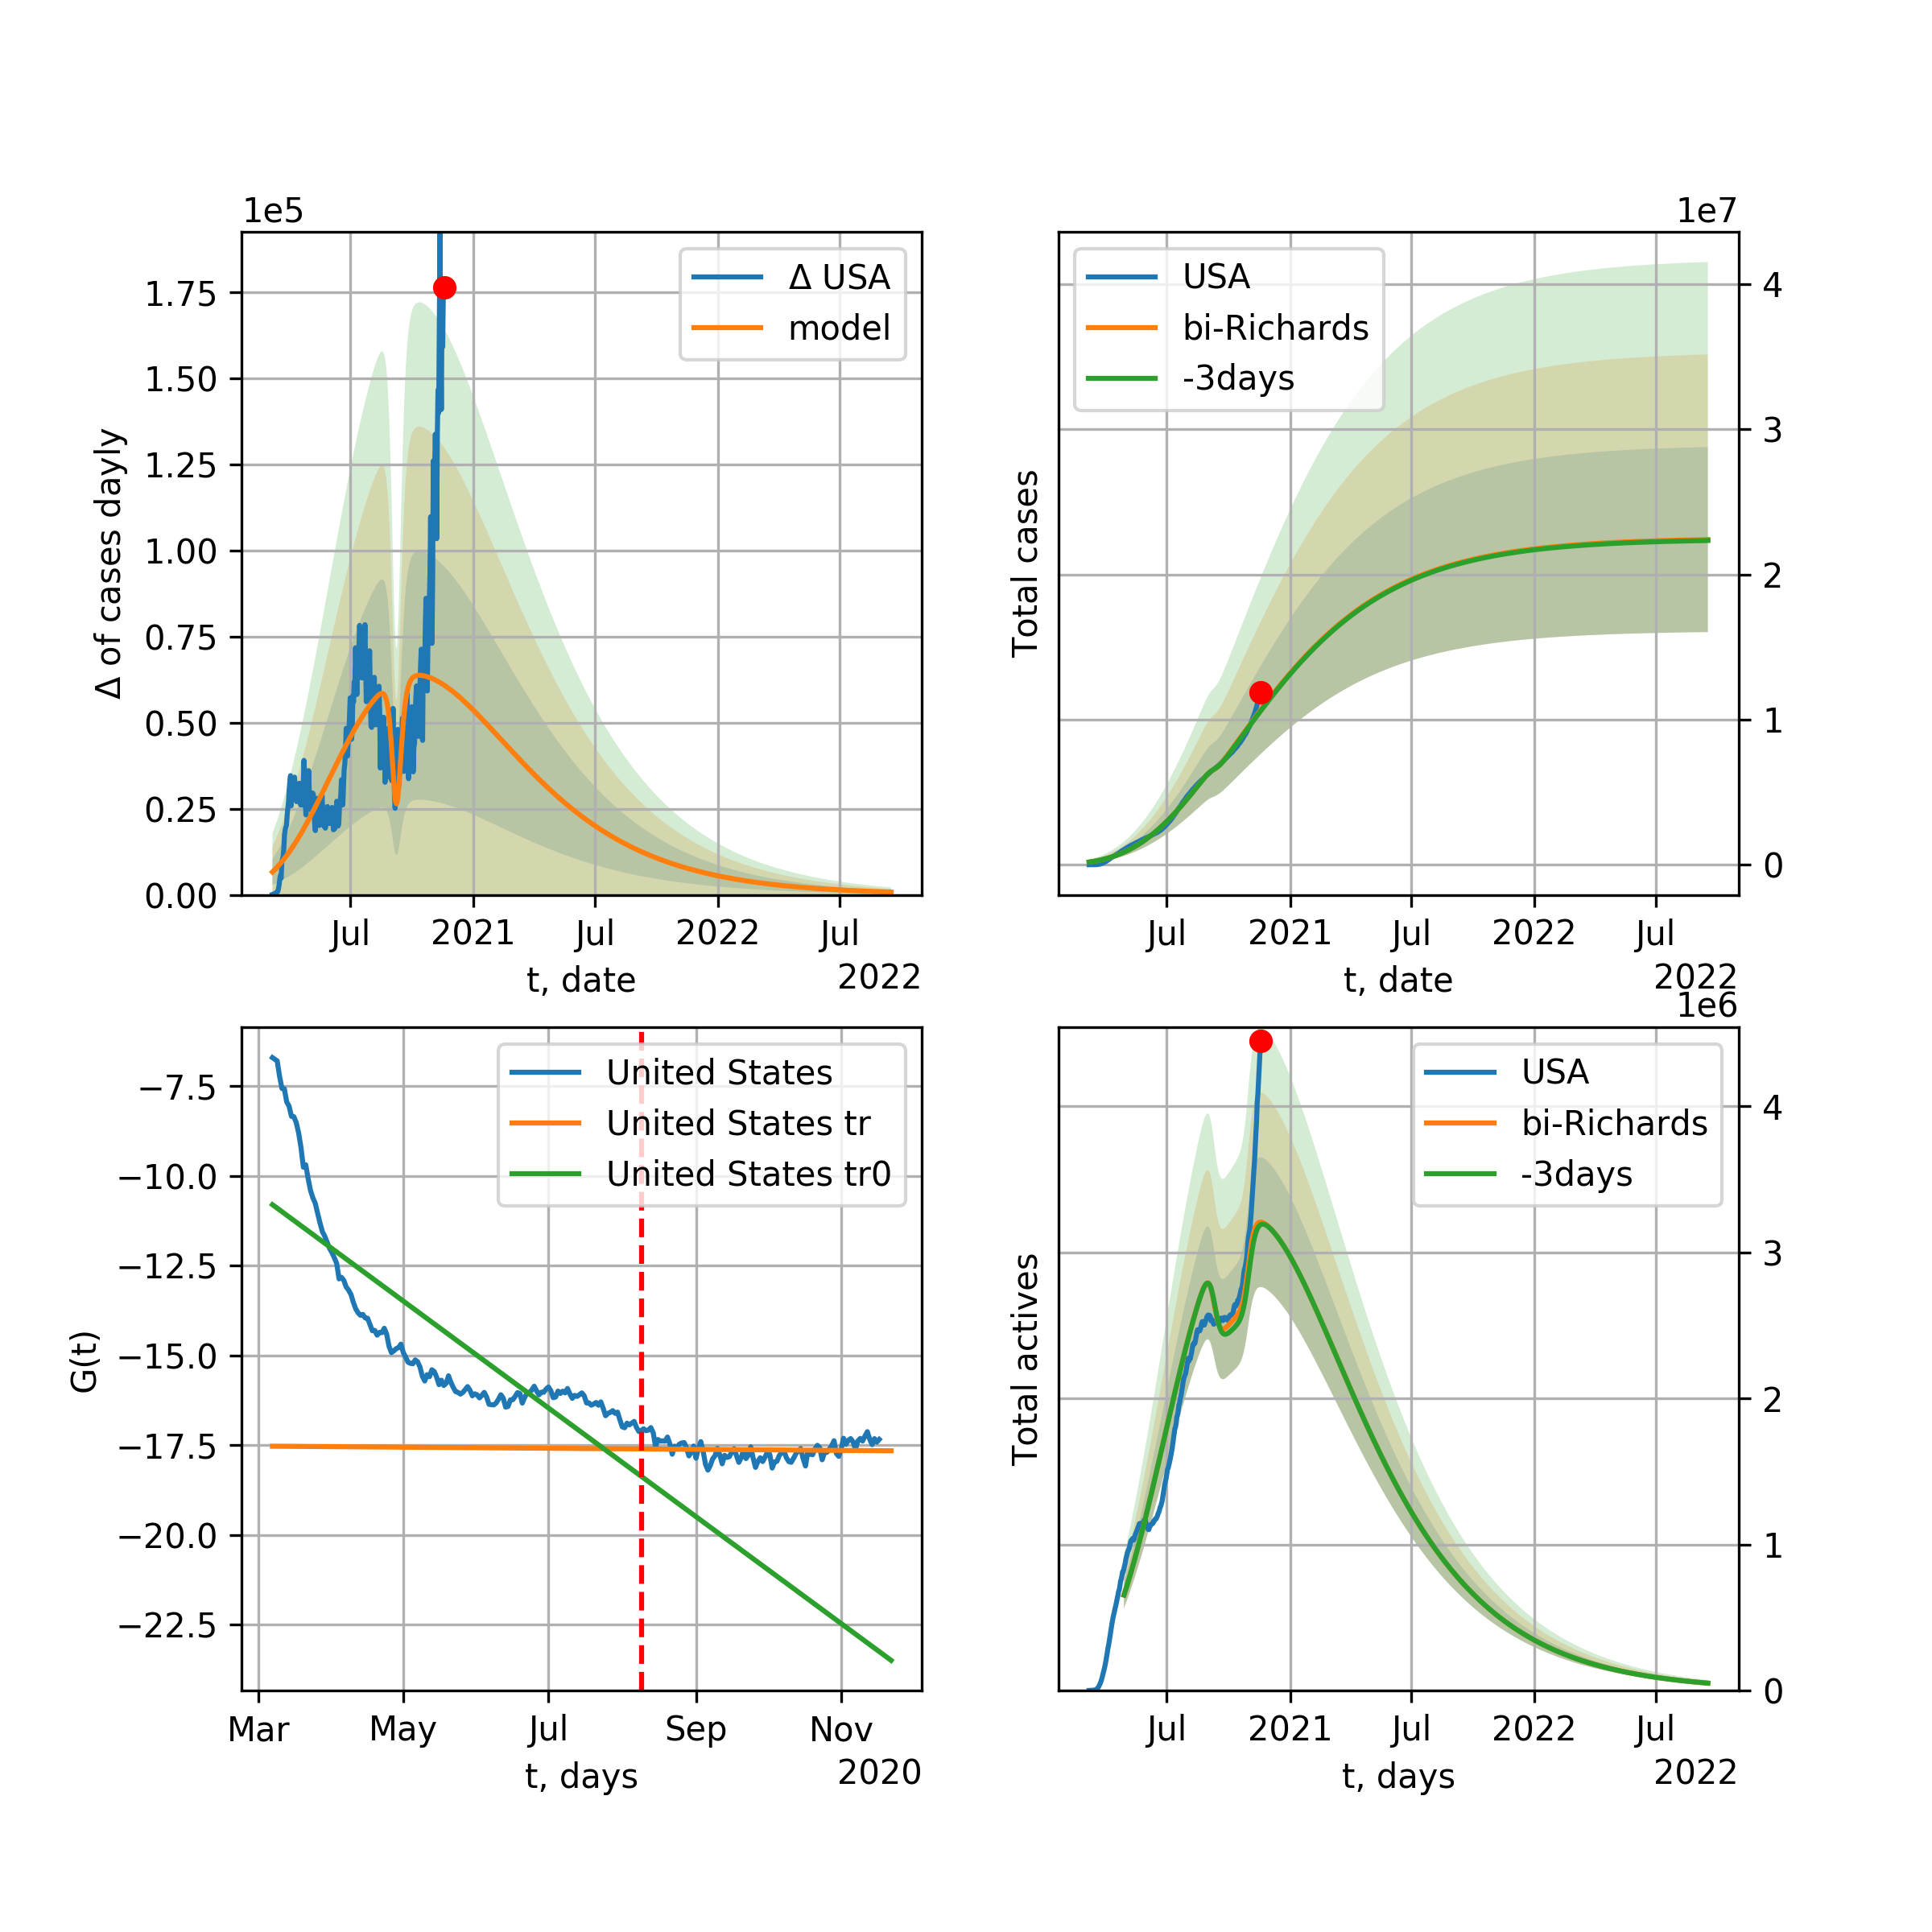 1e5
Δ of cases dayly
1.75
1.50
1.25
1.00
0.75
0.50
0.25
0.00
Δ USA
model
Jul 2021 Jul 2022 Jul
t, date
2022
1e7
Total cases
USA
bi-Richards
-3days
4
3
2
1
0
Jul 2021 Jul 2022 Jul
t, date
2022
G(t)
−7.5
−10.0
−12.5
−15.0
−17.5
−20.0
−22.5
United States
United States tr
United States tr0
Mar May Jul Sep Nov
t, days
2020
1e6
Total actives
USA
bi-Richards
-3days
4
3
2
1
0
Jul 2021 Jul 2022 Jul
t, days
2022